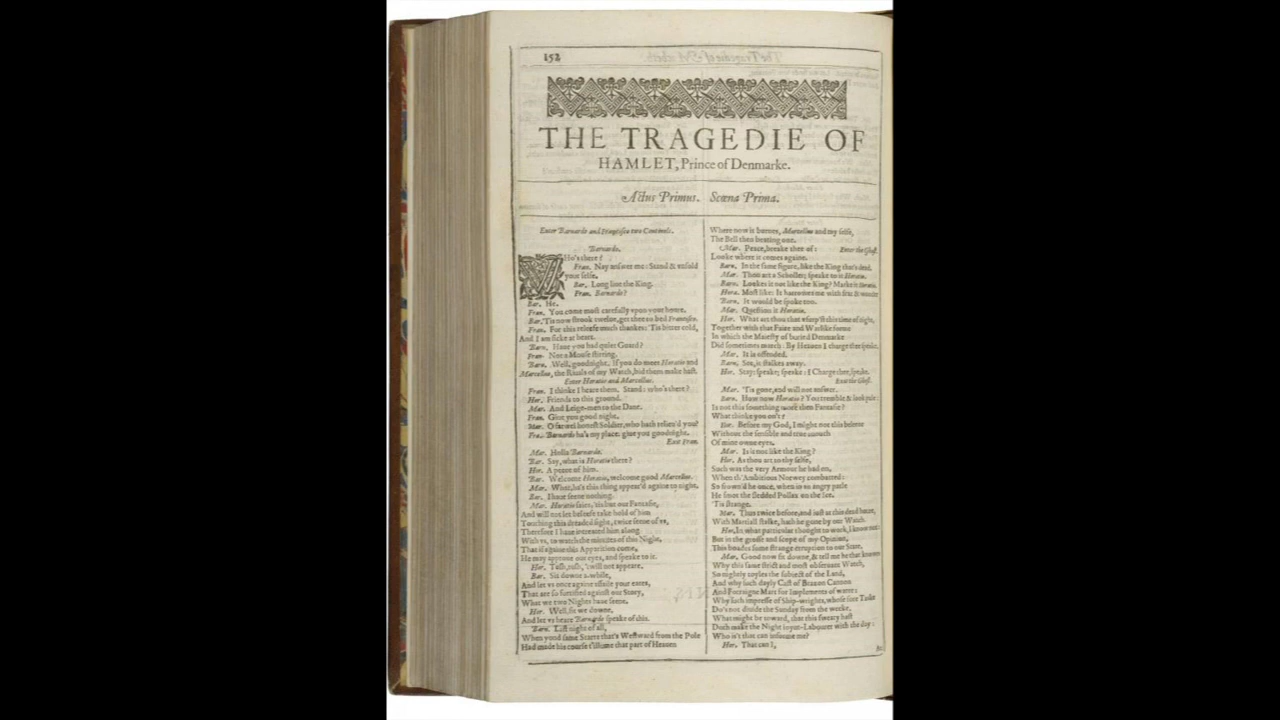 152
THE TRAGEDIE OF
HAMLET, Prince of Denmarke.
Actus Primus. Scœna Prima.
Enter Barnardo and Francisco two Centinels.
Barnardo.
WHo's there?
Fran. Nay answer me: Stand & vnfold
your selfe.
Bar. Long liue the King.
Fran. Barnardo?
Bar. He.
Fran. You come most carefully vpon your houre.
Bar. 'Tis now strook twelue, get thee to bed Francisco.
Fran. For this releefe much thankes: 'Tis bitter cold,
And I am sicke at heart.
Barn. Haue you had quiet Guard?
Fran. Not a Mouse stirring.
Barn. Well, goodnight. If you do meet Horatio and
Marcellus, the Riuals of my Watch, bid them make hast.
Enter Horatio and Marcellus.
Fran. I thinke I heare them. Stand: who's there?
Hor. Friends to this ground.
Mar. And Leige-men to the Dane.
Fran. Giue you good night.
Mar. O farwel honest Soldier, who hath relieu'd you?
Fra. Barnardo ha's my place: giue you goodnight.
Exit Fran.
Mar. Holla Barnardo.
Bar. Say, what is Horatio there?
Hor. A peece of him.
Bar. Welcome Horatio, welcome good Marcellus.
Mar. What, ha's this thing appear'd againe to night.
Bar. I haue seene nothing.
Mar. Horatio saies, 'tis but our Fantasie,
And will not let beleefe take hold of him
Touching this dreaded sight, twice seene of vs,
Therefore I haue intreated him along
With vs, to watch the minutes of this Night,
That if againe this Apparition come,
He may approue our eyes, and speake to it.
Hor. Tush, tush, 'twill not appeare.
Bar. Sit downe a-while,
And let vs once againe assaile your eares,
That are so fortified against our Story,
What we two Nights haue seene.
Hor. Well, sit we downe,
And let vs heare Barnardo speake of this.
Barn. Last night of all,
When yond same Starre that's Westward from the Pole
Had made his course t'illume that part of Heauen
Where now it burnes, Marcellus and my selfe,
The Bell then beating one.
Mar. Peace, breake thee of: Enter the Ghost.
Looke where it comes againe.
Barn. In the same figure, like the King that's dead.
Mar. Thou art a Scholler; speake to it Horatio.
Barn. Lookes it not like the King? Marke it Horatio.
Hora. Most like: It harrowes me with fear & wonder
Barn. It would be spoke too.
Mar. Question it Horatio.
Hor. What art thou that vsurp'st this time of night,
Together with that Faire and Warlike forme
In which the Maiesty of buried Denmarke
Did sometimes march: By Heauen I charge thee speake.
Mar. It is offended.
Barn. See, it stalkes away.
Hor. Stay: speake; speake: I Charge thee, speake.
Exit the Ghost.
Mar. 'Tis gone, and will not answer.
Barn. How now Horatio? You tremble & look pale:
Is not this something more then Fantasie?
What thinke you on't?
Hor. Before my God, I might not this beleeue
Without the sensible and true auouch
Of mine owne eyes.
Mar. Is it not like the King?
Hor. As thou art to thy selfe,
Such was the very Armour he had on,
When th' Ambitious Norwey combatted:
So frown'd he once, when in an angry parle
He smot the sledded Pollax on the Ice.
'Tis strange.
Mar. Thus twice before, and iust at this dead houre,
With Martiall stalke, hath he gone by our Watch.
Hor. In what particular thought to work, I know not:
But in the grosse and scope of my Opinion,
This boades some strange erruption to our State.
Mar. Good now sit downe, & tell me he that knowes
Why this same strict and most obseruant Watch,
So nightly toyles the subiect of the Land,
And why such dayly Cast of Brazon Cannon
And Forraigne Mart for Implements of warre:
Why such impresse of Ship-wrights, whose sore Taske
Do's not diuide the Sunday from the weeke,
What might be toward, that this sweaty hast
Doth make the Night ioynt-Labourer with the day:
Who is't that can informe me?
Hor. That can I,